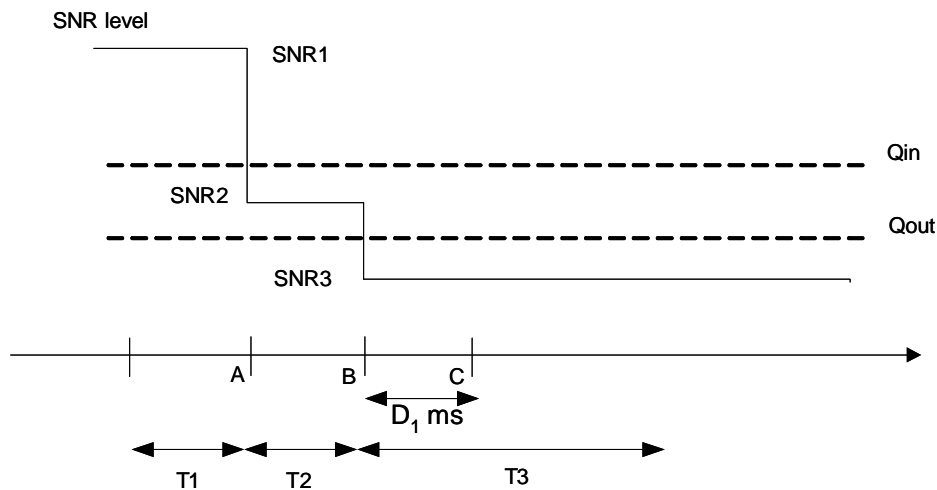 SNR level
SNR1
Qin
SNR2
Qout
SNR3
A
B
C
D₁ ms
T1
T2
T3